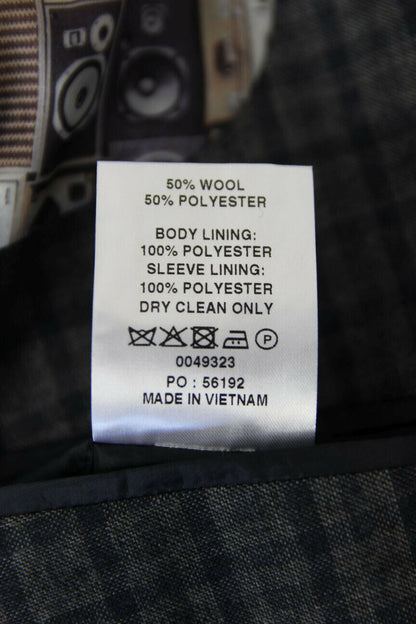 50% WOOL
50% POLYESTER
BODY LINING:
100% POLYESTER
SLEEVE LINING:
100% POLYESTER
DRY CLEAN ONLY
P
0049323
PO : 56192
MADE IN VIETNAM